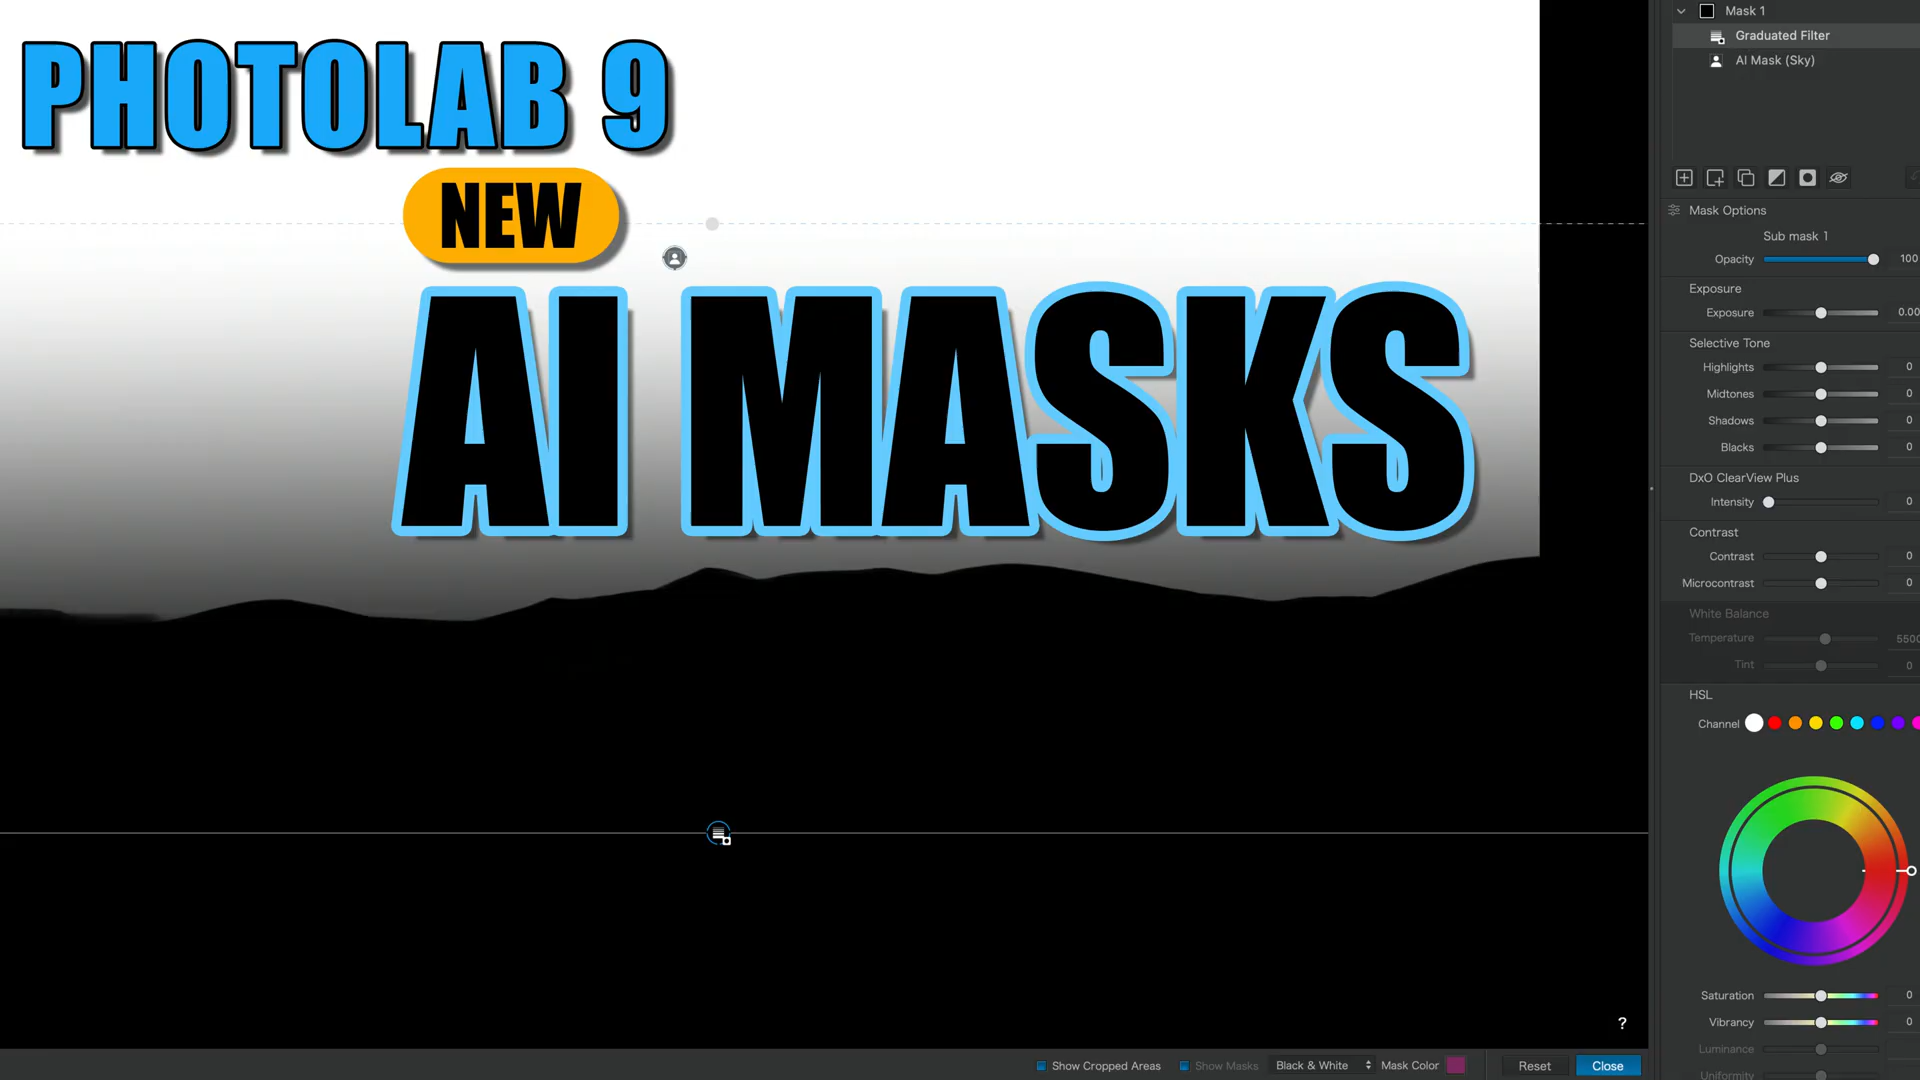 PHOTOLAB 9
NEW
AI MASKS
Mask 1
Graduated Filter
AI Mask (Sky)
Mask Options
Sub mask 1
Opacity 100
Exposure
Exposure 0.00
Selective Tone
Highlights 0
Midtones 0
Shadows 0
Blacks 0
DxO ClearView Plus
Intensity 0
Contrast
Contrast 0
Microcontrast 0
White Balance
Temperature 5500
Tint 0
HSL
Channel
Saturation 0
Vibrancy 0
Luminance
Uniformity
?
Show Cropped Areas Show Masks Black & White Mask Color Reset Close